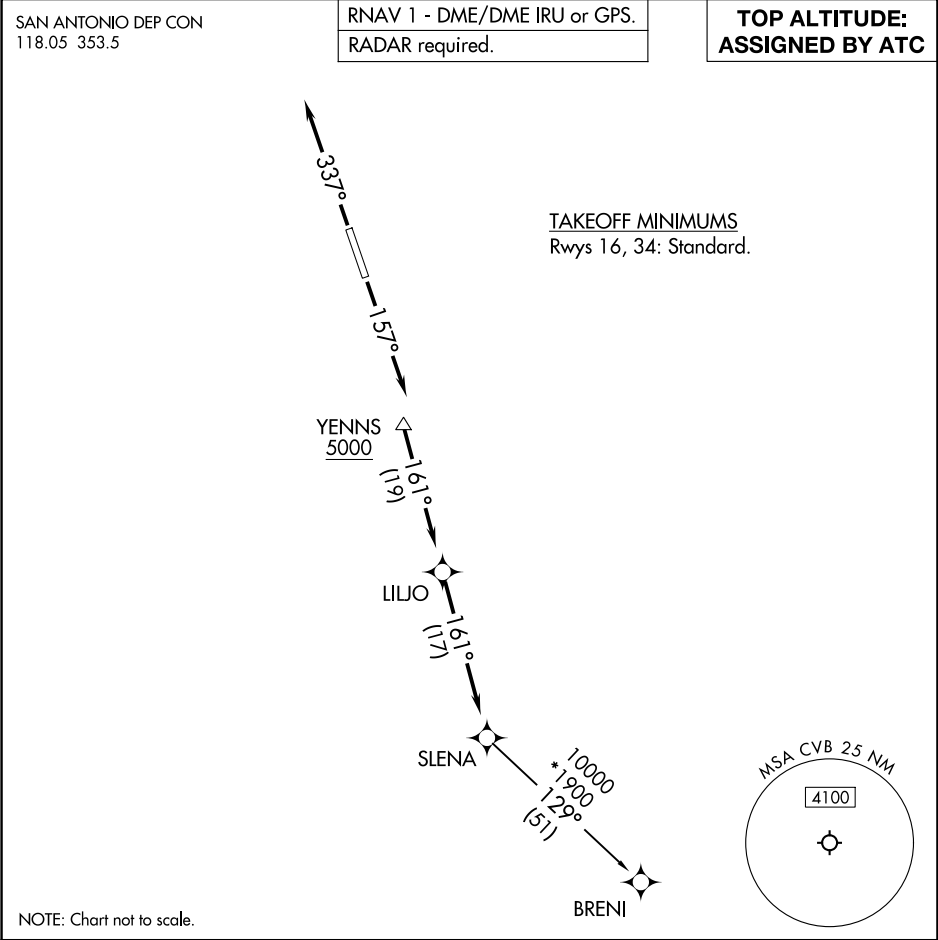 SAN ANTONIO DEP CON
118.05 353.5
RNAV 1 - DME/DME IRU or GPS.
RADAR required.
TOP ALTITUDE:
ASSIGNED BY ATC
337°
TAKEOFF MINIMUMS
Rwys 16, 34: Standard.
157°
YENNS
5000
161°
(19)
LILJO
161°
(17)
SLENA
10000
*1900
129°
(51)
BRENI
MSA CVB 25 NM
4100
NOTE: Chart not to scale.